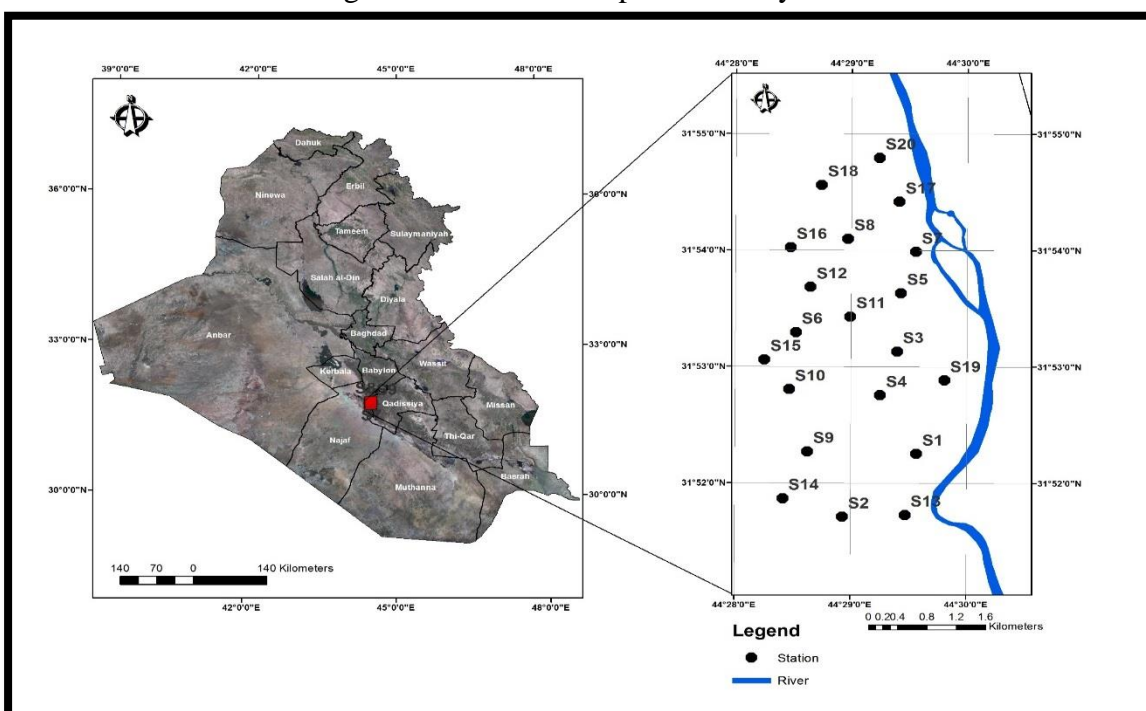 39°0'0"E 42°0'0"E 45°0'0"E 48°0'0"E
36°0'0"N
33°0'0"N
30°0'0"N
36°0'0"N
33°0'0"N
30°0'0"N
42°0'0"E 45°0'0"E 48°0'0"E
Dahuk
Ninewa
Erbil
Tameem
Sulaymaniyah
Salah al-Din
Diyala
Anbar
Baghdad
Wassit
Kerbala
Babylon
Qadissiya
Missan
Najaf
Thi-Qar
Basrah
Muthanna
140 70 0 140 Kilometers
44°28'0"E 44°29'0"E 44°30'0"E
31°55'0"N
31°54'0"N
31°53'0"N
31°52'0"N
31°55'0"N
31°54'0"N
31°53'0"N
31°52'0"N
S20
S18
S17
S16
S8
S7
S12
S5
S11
S6
S3
S15
S19
S10
S4
S9
S1
S14
S2
S13
44°28'0"E 44°29'0"E 44°30'0"E
0 0.20.4 0.8 1.2 1.6
Kilometers
Legend
Station
River